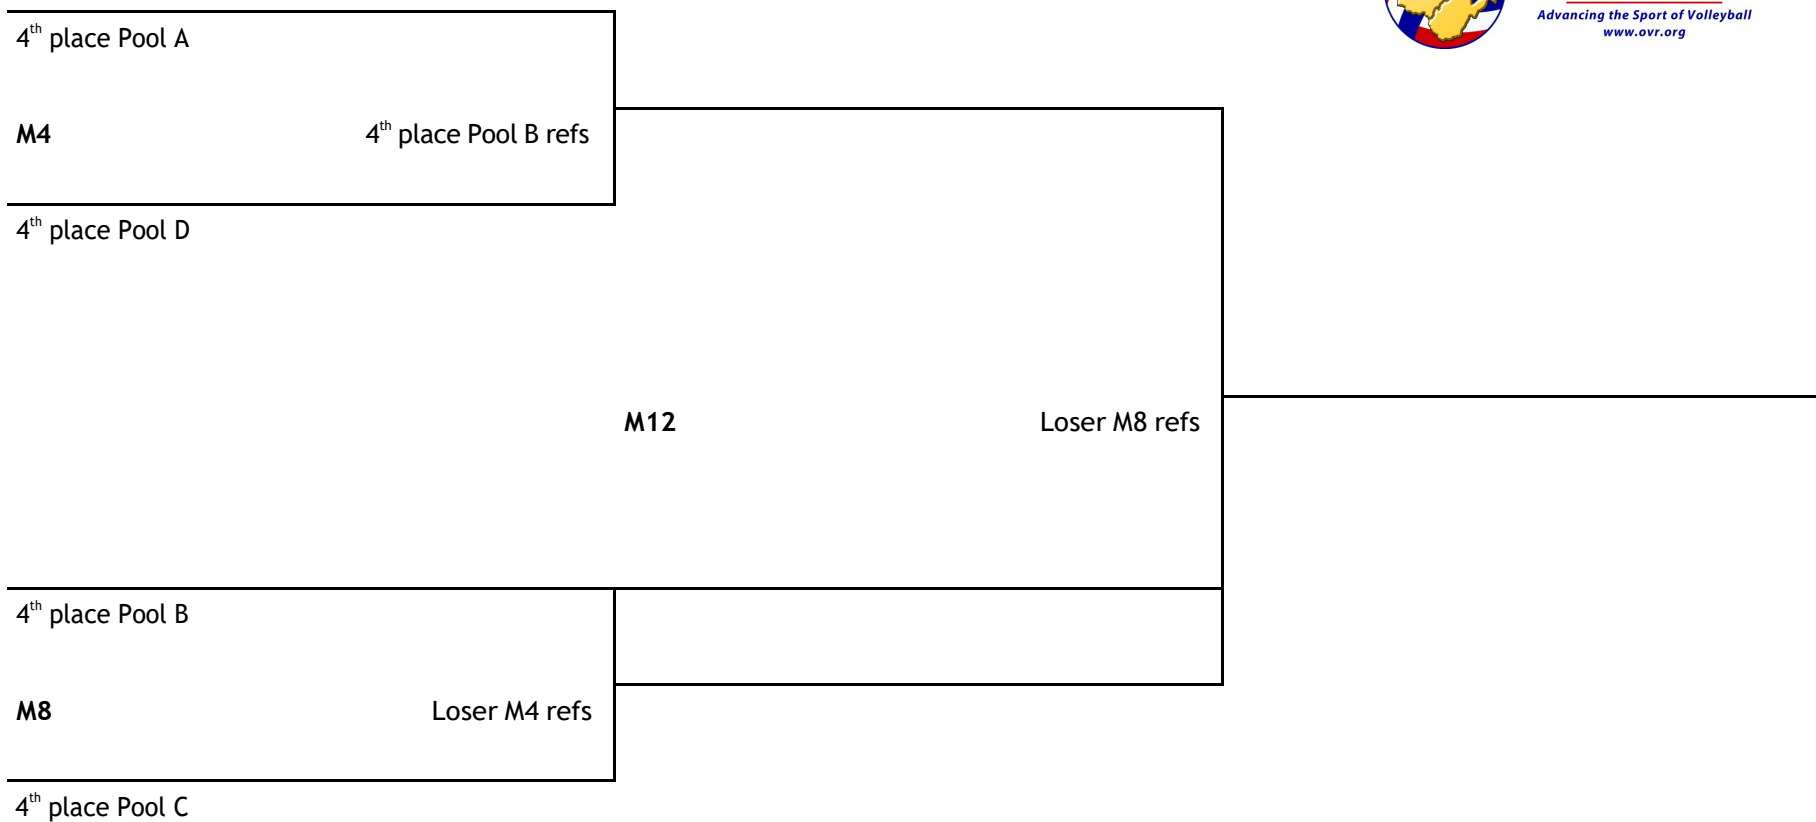 Advancing the Sport of Volleyball
www.ovr.org
4th place Pool A
M4 4th place Pool B refs
4th place Pool D
M12 Loser M8 refs
4th place Pool B
M8 Loser M4 refs
4th place Pool C